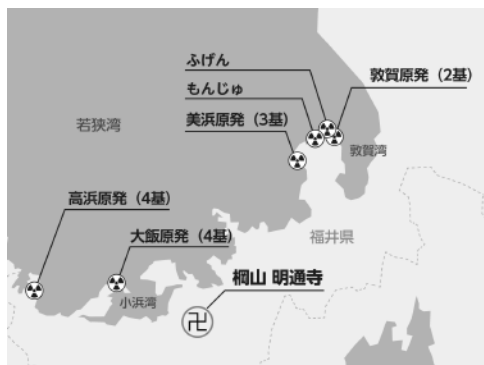 ふげん
敦賀原発（2基）
もんじゅ
美浜原発（3基）
若狭湾
敦賀湾
高浜原発（4基）
大飯原発（4基）
福井県
棡山 明通寺
小浜湾
卍